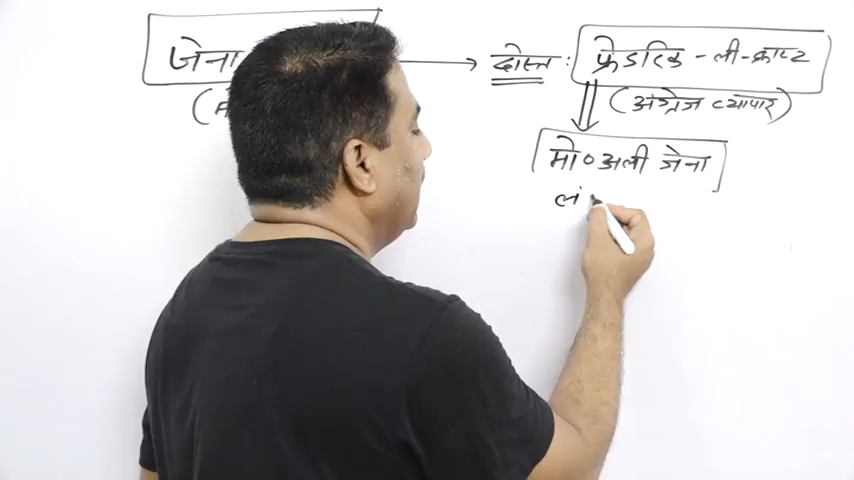 जेना
दोस्त : फ्रेडरिक - ली - क्राफ्ट
(अंग्रेज व्यापार)
मो० अली जेना
लं